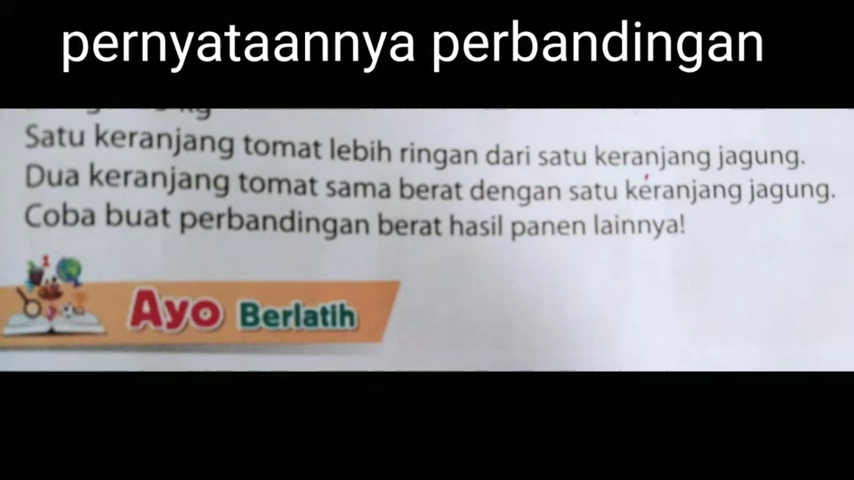 pernyataannya perbandingan
Satu keranjang tomat lebih ringan dari satu keranjang jagung.
Dua keranjang tomat sama berat dengan satu keranjang jagung.
Coba buat perbandingan berat hasil panen lainnya!
Ayo Berlatih